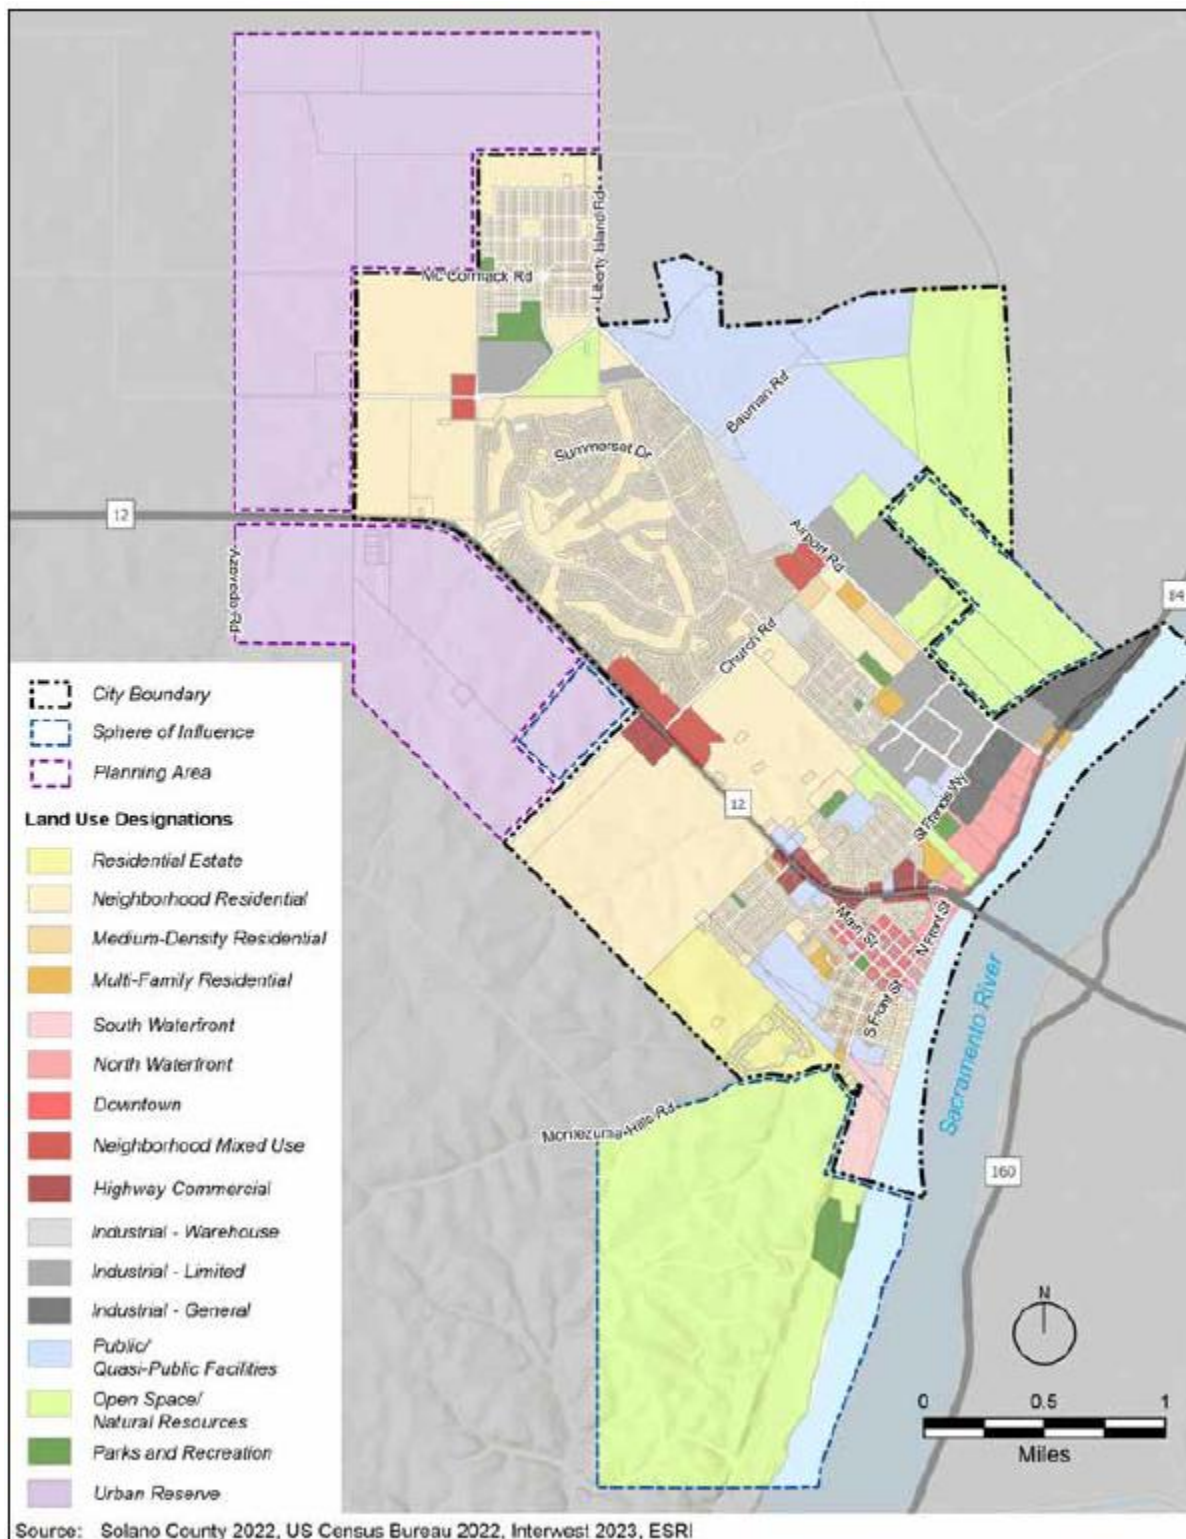 Mc Cormack Rd
Liberty Island Rd
Bauman Rd
Summerset Dr
12
Airport Rd
Azevedo Rd
84
Church Rd
City Boundary
Sphere of Influence
Planning Area
12
St Francis Wy
Land Use Designations
Residential Estate
Neighborhood Residential
Medium-Density Residential
Multi-Family Residential
South Waterfront
North Waterfront
Downtown
Neighborhood Mixed Use
Highway Commercial
Industrial - Warehouse
Industrial - Limited
Industrial - General
Public/
Quasi-Public Facilities
Open Space/
Natural Resources
Parks and Recreation
Urban Reserve
Main St
N Front St
S Front St
Sacramento River
Montezuma Hills Rd
160
N
0 0.5 1
Miles
Source: Solano County 2022, US Census Bureau 2022, Interwest 2023, ESRI